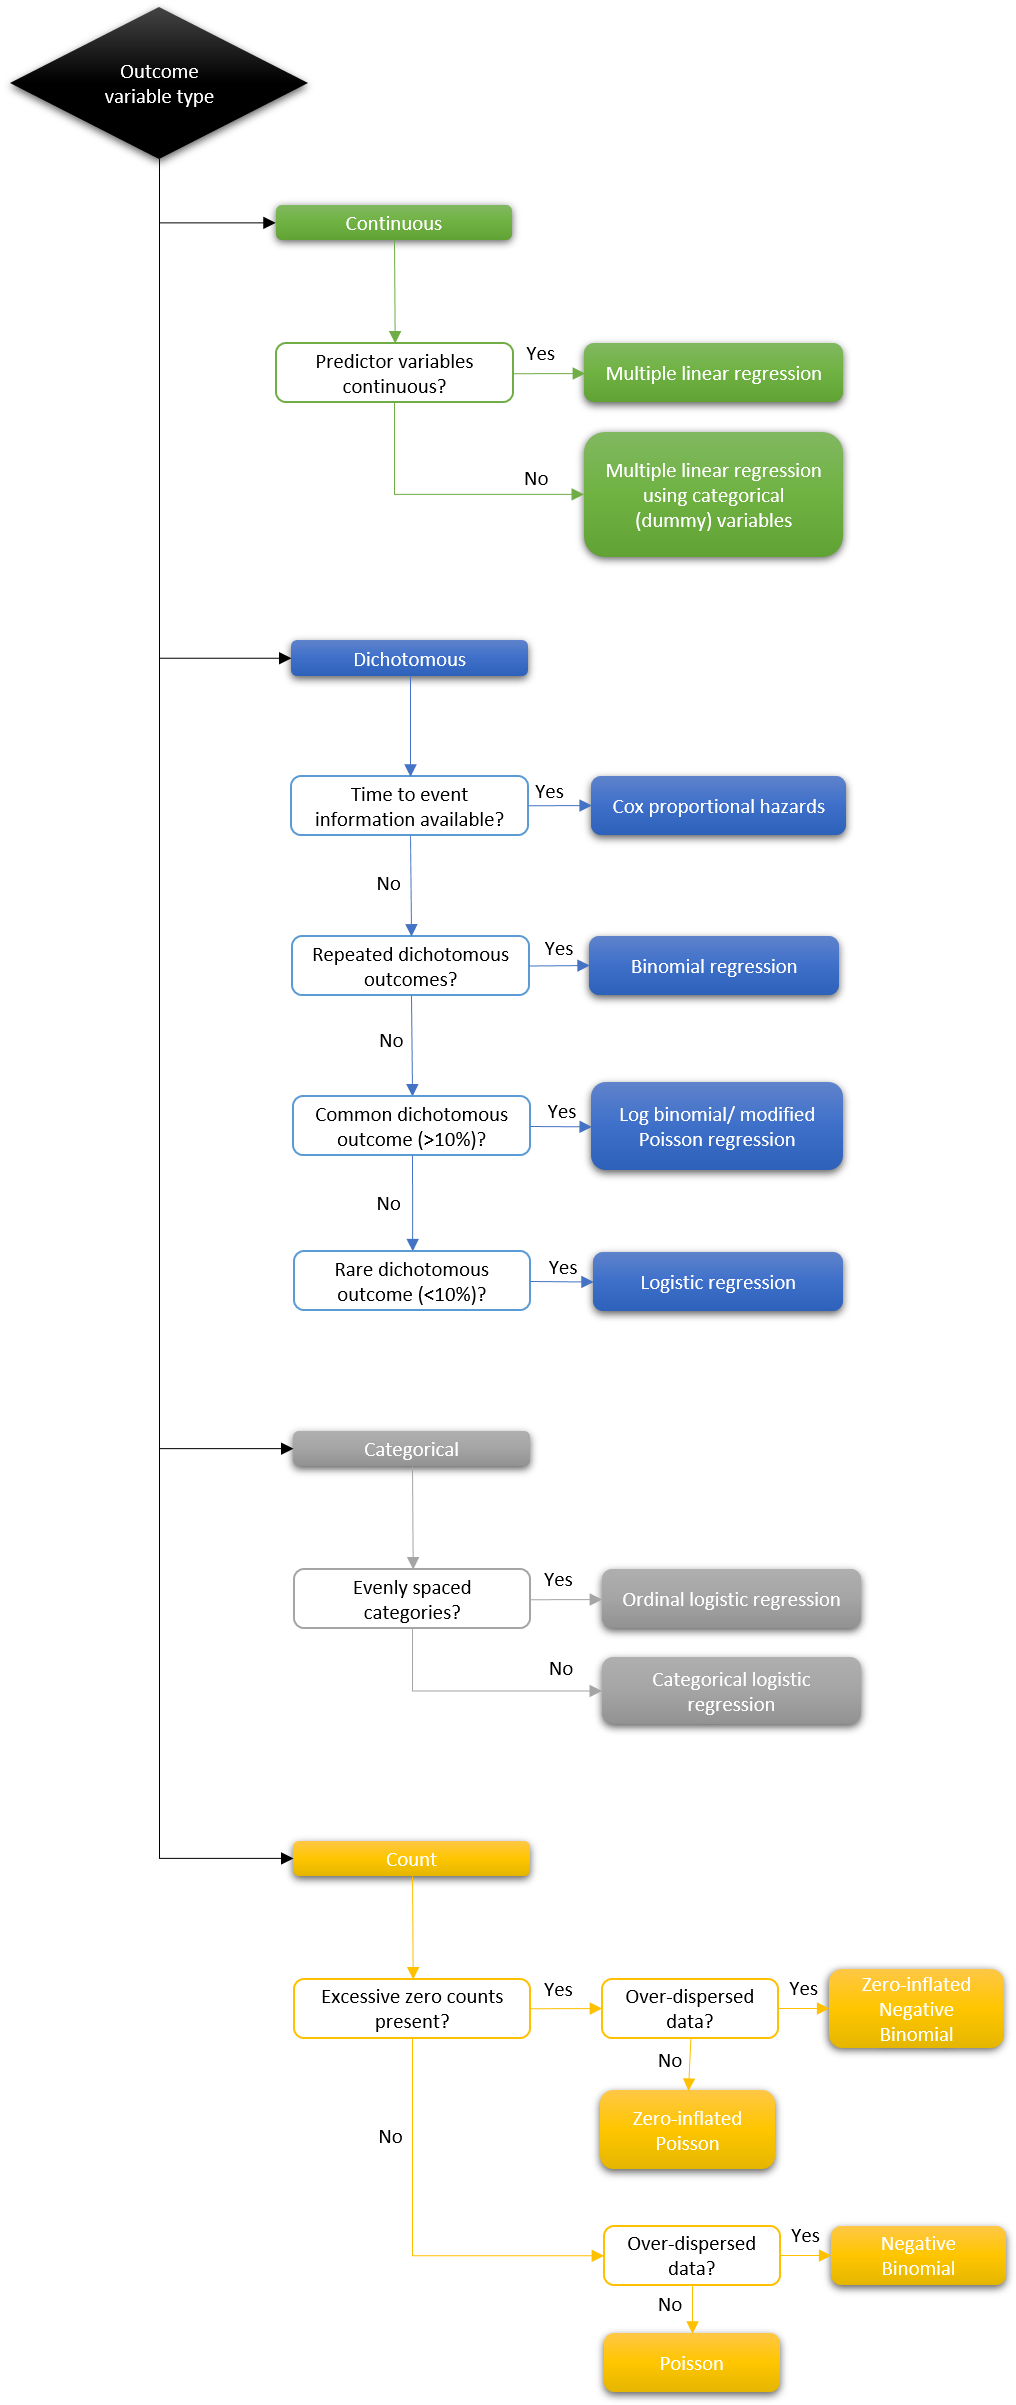 Outcome
variable type
Continuous
Predictor variables
continuous?
Yes
Multiple linear regression
No
Multiple linear regression
using categorical
(dummy) variables
Dichotomous
Time to event
information available?
Yes
Cox proportional hazards
No
Repeated dichotomous
outcomes?
Yes
Binomial regression
No
Common dichotomous
outcome (>10%)?
Yes
Log binomial/ modified
Poisson regression
No
Rare dichotomous
outcome (<10%)?
Yes
Logistic regression
Categorical
Evenly spaced
categories?
Yes
Ordinal logistic regression
No
Categorical logistic
regression
Count
Excessive zero counts
present?
Yes
Over-dispersed
data?
Yes
Zero-inflated
Negative
Binomial
No
Zero-inflated
Poisson
No
Over-dispersed
data?
Yes
Negative
Binomial
No
Poisson